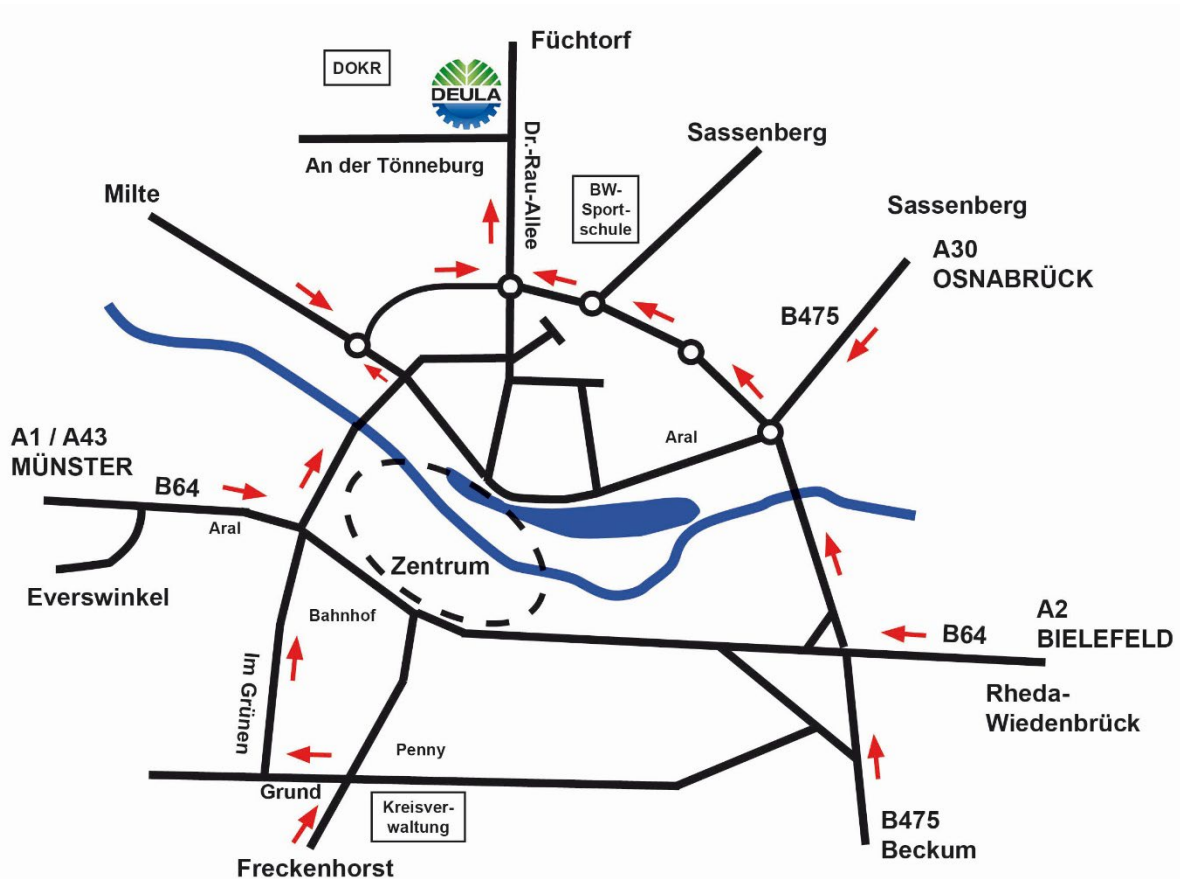 Füchtorf
DOKR
DEULA
Dr.-Rau-Allee
Sassenberg
An der Tönneburg
BW-
Sport-
schule
Milte
Sassenberg
A30
OSNABRÜCK
B475
A1 / A43
MÜNSTER
B64
Aral
Aral
Zentrum
Everswinkel
Bahnhof
A2
BIELEFELD
B64
Im Grünen
Rheda-
Wiedenbrück
Penny
Grund
Kreisver-
waltung
B475
Beckum
Freckenhorst